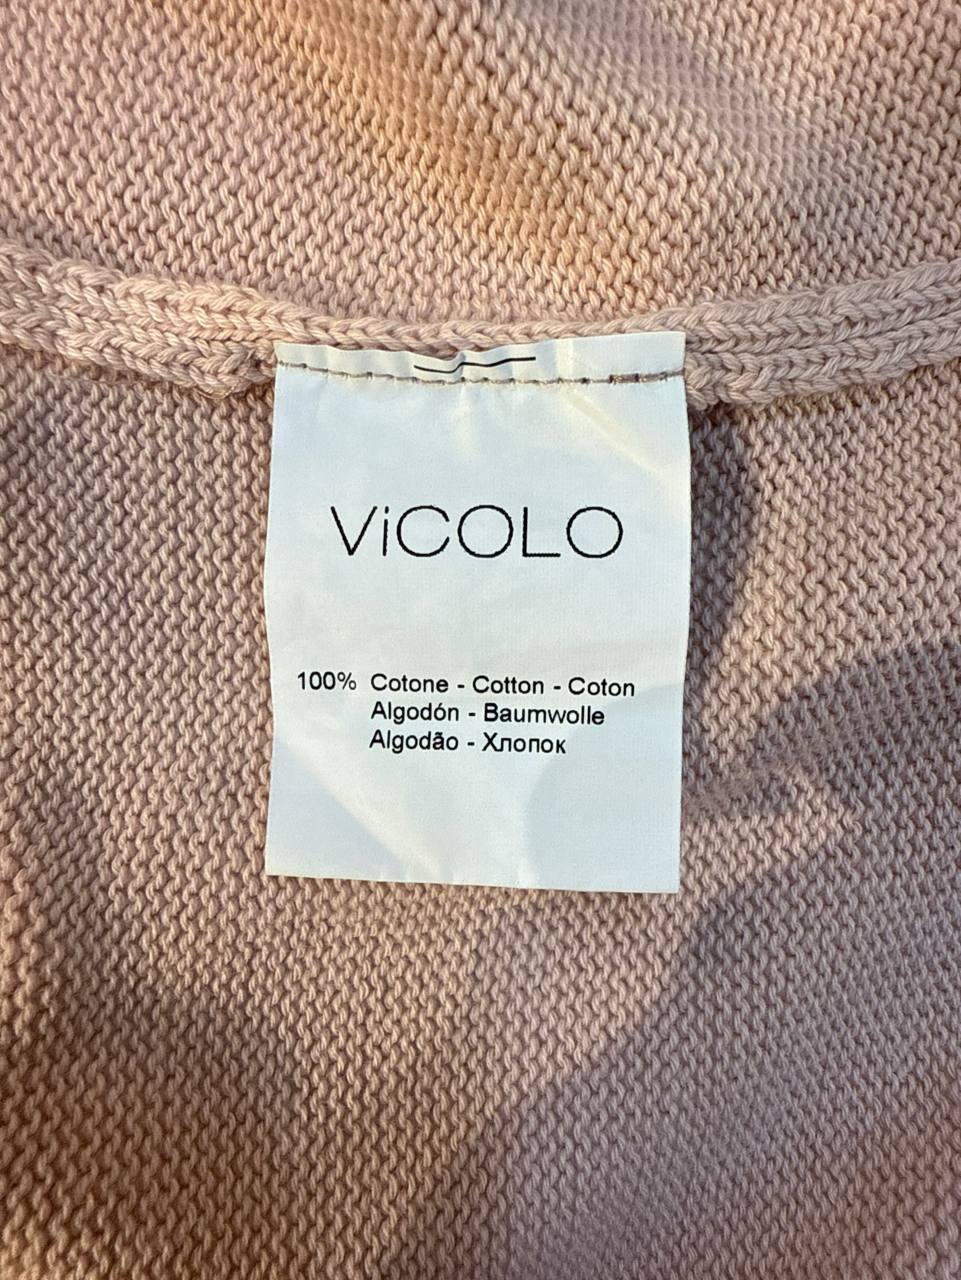 ViCOLO
100% Cotone - Cotton - Coton
Algodón - Baumwolle
Algodão - Хлопок